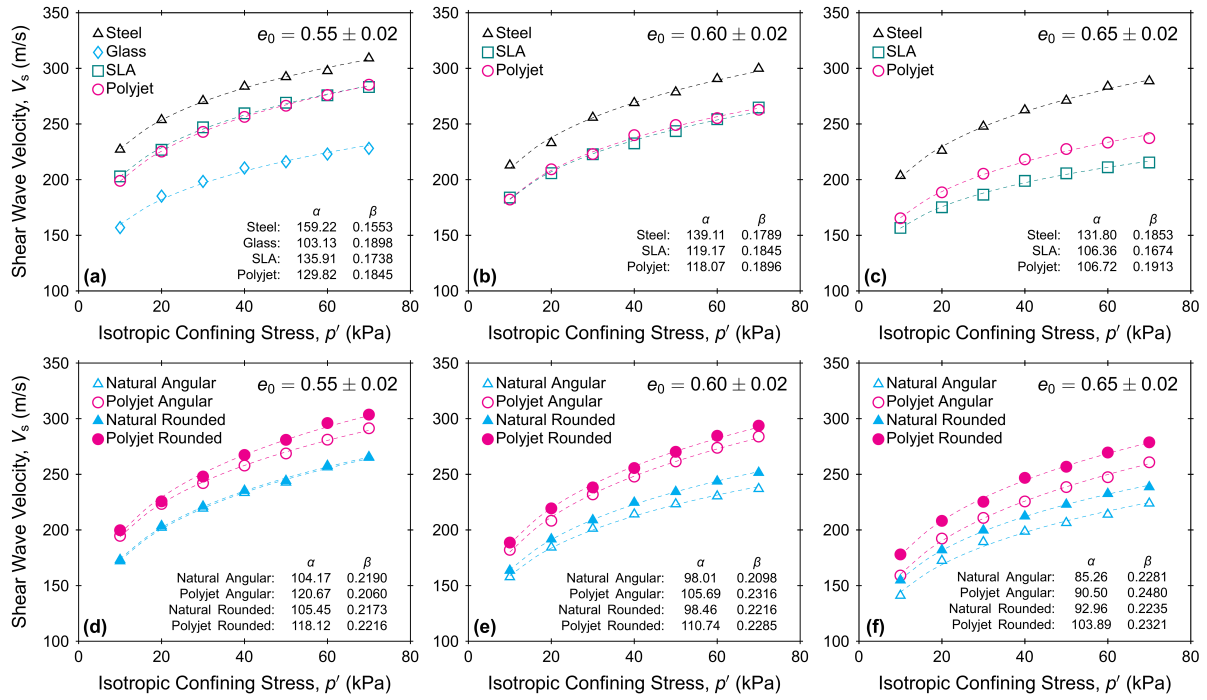 Shear Wave Velocity, Vs (m/s)
350
300
250
200
150
100
Steel
Glass
SLA
Polyjet
e0 = 0.55 ± 0.02
α β
Steel: 159.22 0.1553
Glass: 103.13 0.1898
SLA: 135.91 0.1738
Polyjet: 129.82 0.1845
(a)
0 20 40 60 80
Isotropic Confining Stress, p′ (kPa)
350
300
250
200
150
100
Steel
SLA
Polyjet
e0 = 0.60 ± 0.02
α β
Steel: 139.11 0.1789
SLA: 119.17 0.1845
Polyjet: 118.07 0.1896
(b)
0 20 40 60 80
Isotropic Confining Stress, p′ (kPa)
350
300
250
200
150
100
Steel
SLA
Polyjet
e0 = 0.65 ± 0.02
α β
Steel: 131.80 0.1853
SLA: 106.36 0.1674
Polyjet: 106.72 0.1913
(c)
0 20 40 60 80
Isotropic Confining Stress, p′ (kPa)
Shear Wave Velocity, Vs (m/s)
350
300
250
200
150
100
Natural Angular
Polyjet Angular
Natural Rounded
Polyjet Rounded
e0 = 0.55 ± 0.02
α β
Natural Angular: 104.17 0.2190
Polyjet Angular: 120.67 0.2060
Natural Rounded: 105.45 0.2173
Polyjet Rounded: 118.12 0.2216
(d)
0 20 40 60 80
Isotropic Confining Stress, p′ (kPa)
350
300
250
200
150
100
Natural Angular
Polyjet Angular
Natural Rounded
Polyjet Rounded
e0 = 0.60 ± 0.02
α β
Natural Angular: 98.01 0.2098
Polyjet Angular: 105.69 0.2316
Natural Rounded: 98.46 0.2216
Polyjet Rounded: 110.74 0.2285
(e)
0 20 40 60 80
Isotropic Confining Stress, p′ (kPa)
350
300
250
200
150
100
Natural Angular
Polyjet Angular
Natural Rounded
Polyjet Rounded
e0 = 0.65 ± 0.02
α β
Natural Angular: 85.26 0.2281
Polyjet Angular: 90.50 0.2480
Natural Rounded: 92.96 0.2235
Polyjet Rounded: 103.89 0.2321
(f)
0 20 40 60 80
Isotropic Confining Stress, p′ (kPa)